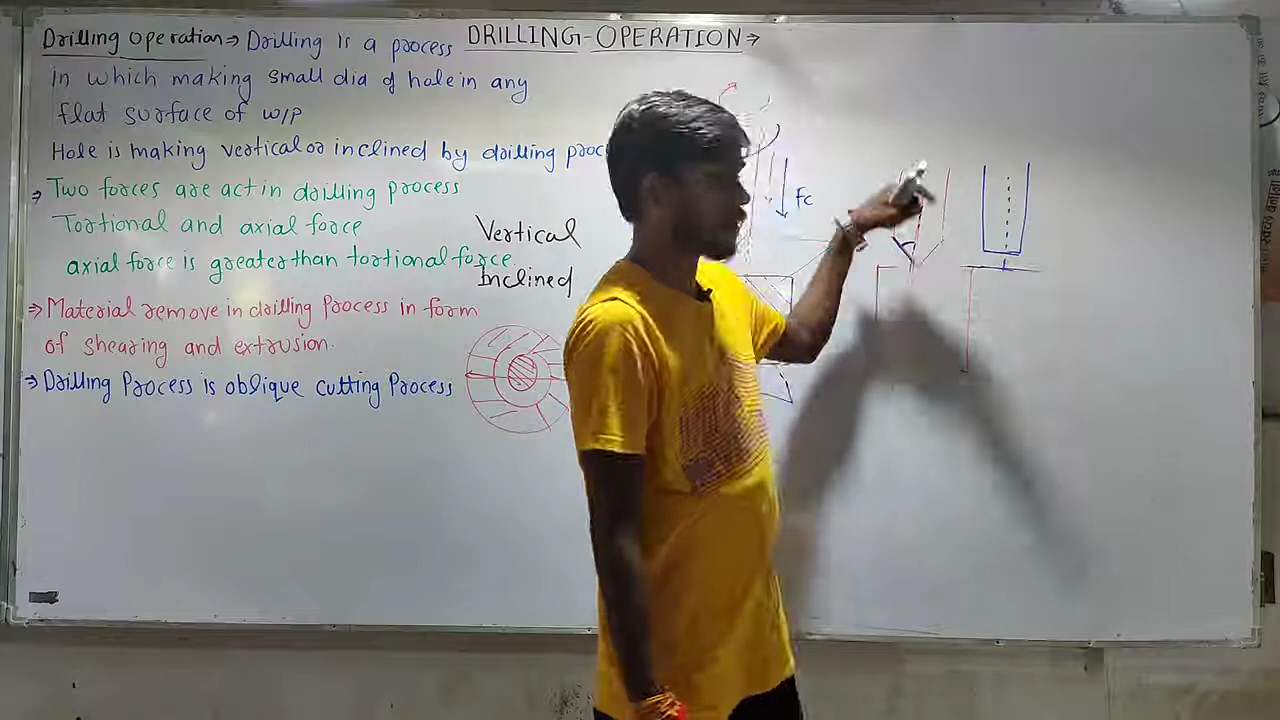 Drilling operation⇒ Drilling is a process
DRILLING-OPERATION→
in which making small dia of hole in any
flat surface of w/p
Hole is making vertical or inclined by drilling proc
→ Two forces are act in drilling process
Tortional and axial force
axial force is greater than tortional force.
Vertical
Inclined
⇒ Material remove in drilling Process in form
of shearing and extrusion.
⇒ Drilling Process is oblique cutting Process
Fc